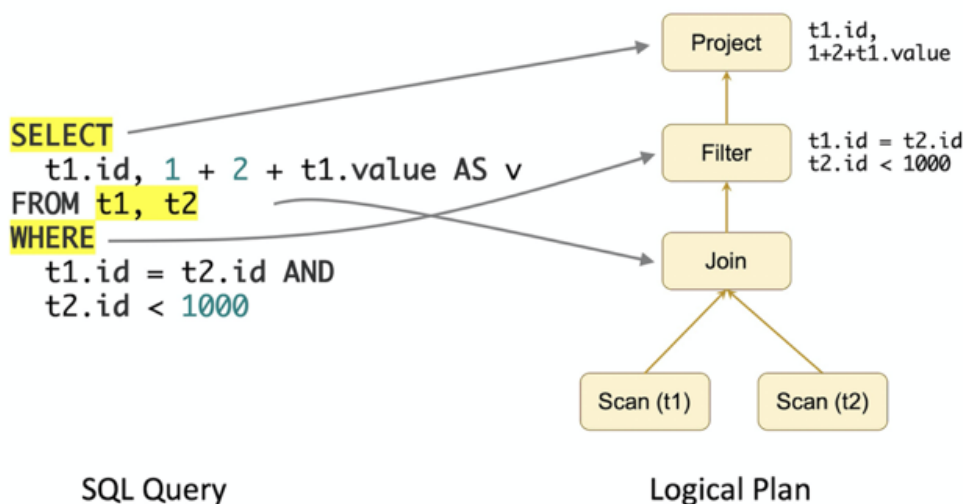 SELECT
t1.id, 1 + 2 + t1.value AS v
FROM t1, t2
WHERE
t1.id = t2.id AND
t2.id < 1000
SQL Query
Project
t1.id,
1+2+t1.value
Filter
t1.id = t2.id
t2.id < 1000
Join
Scan (t1)
Scan (t2)
Logical Plan